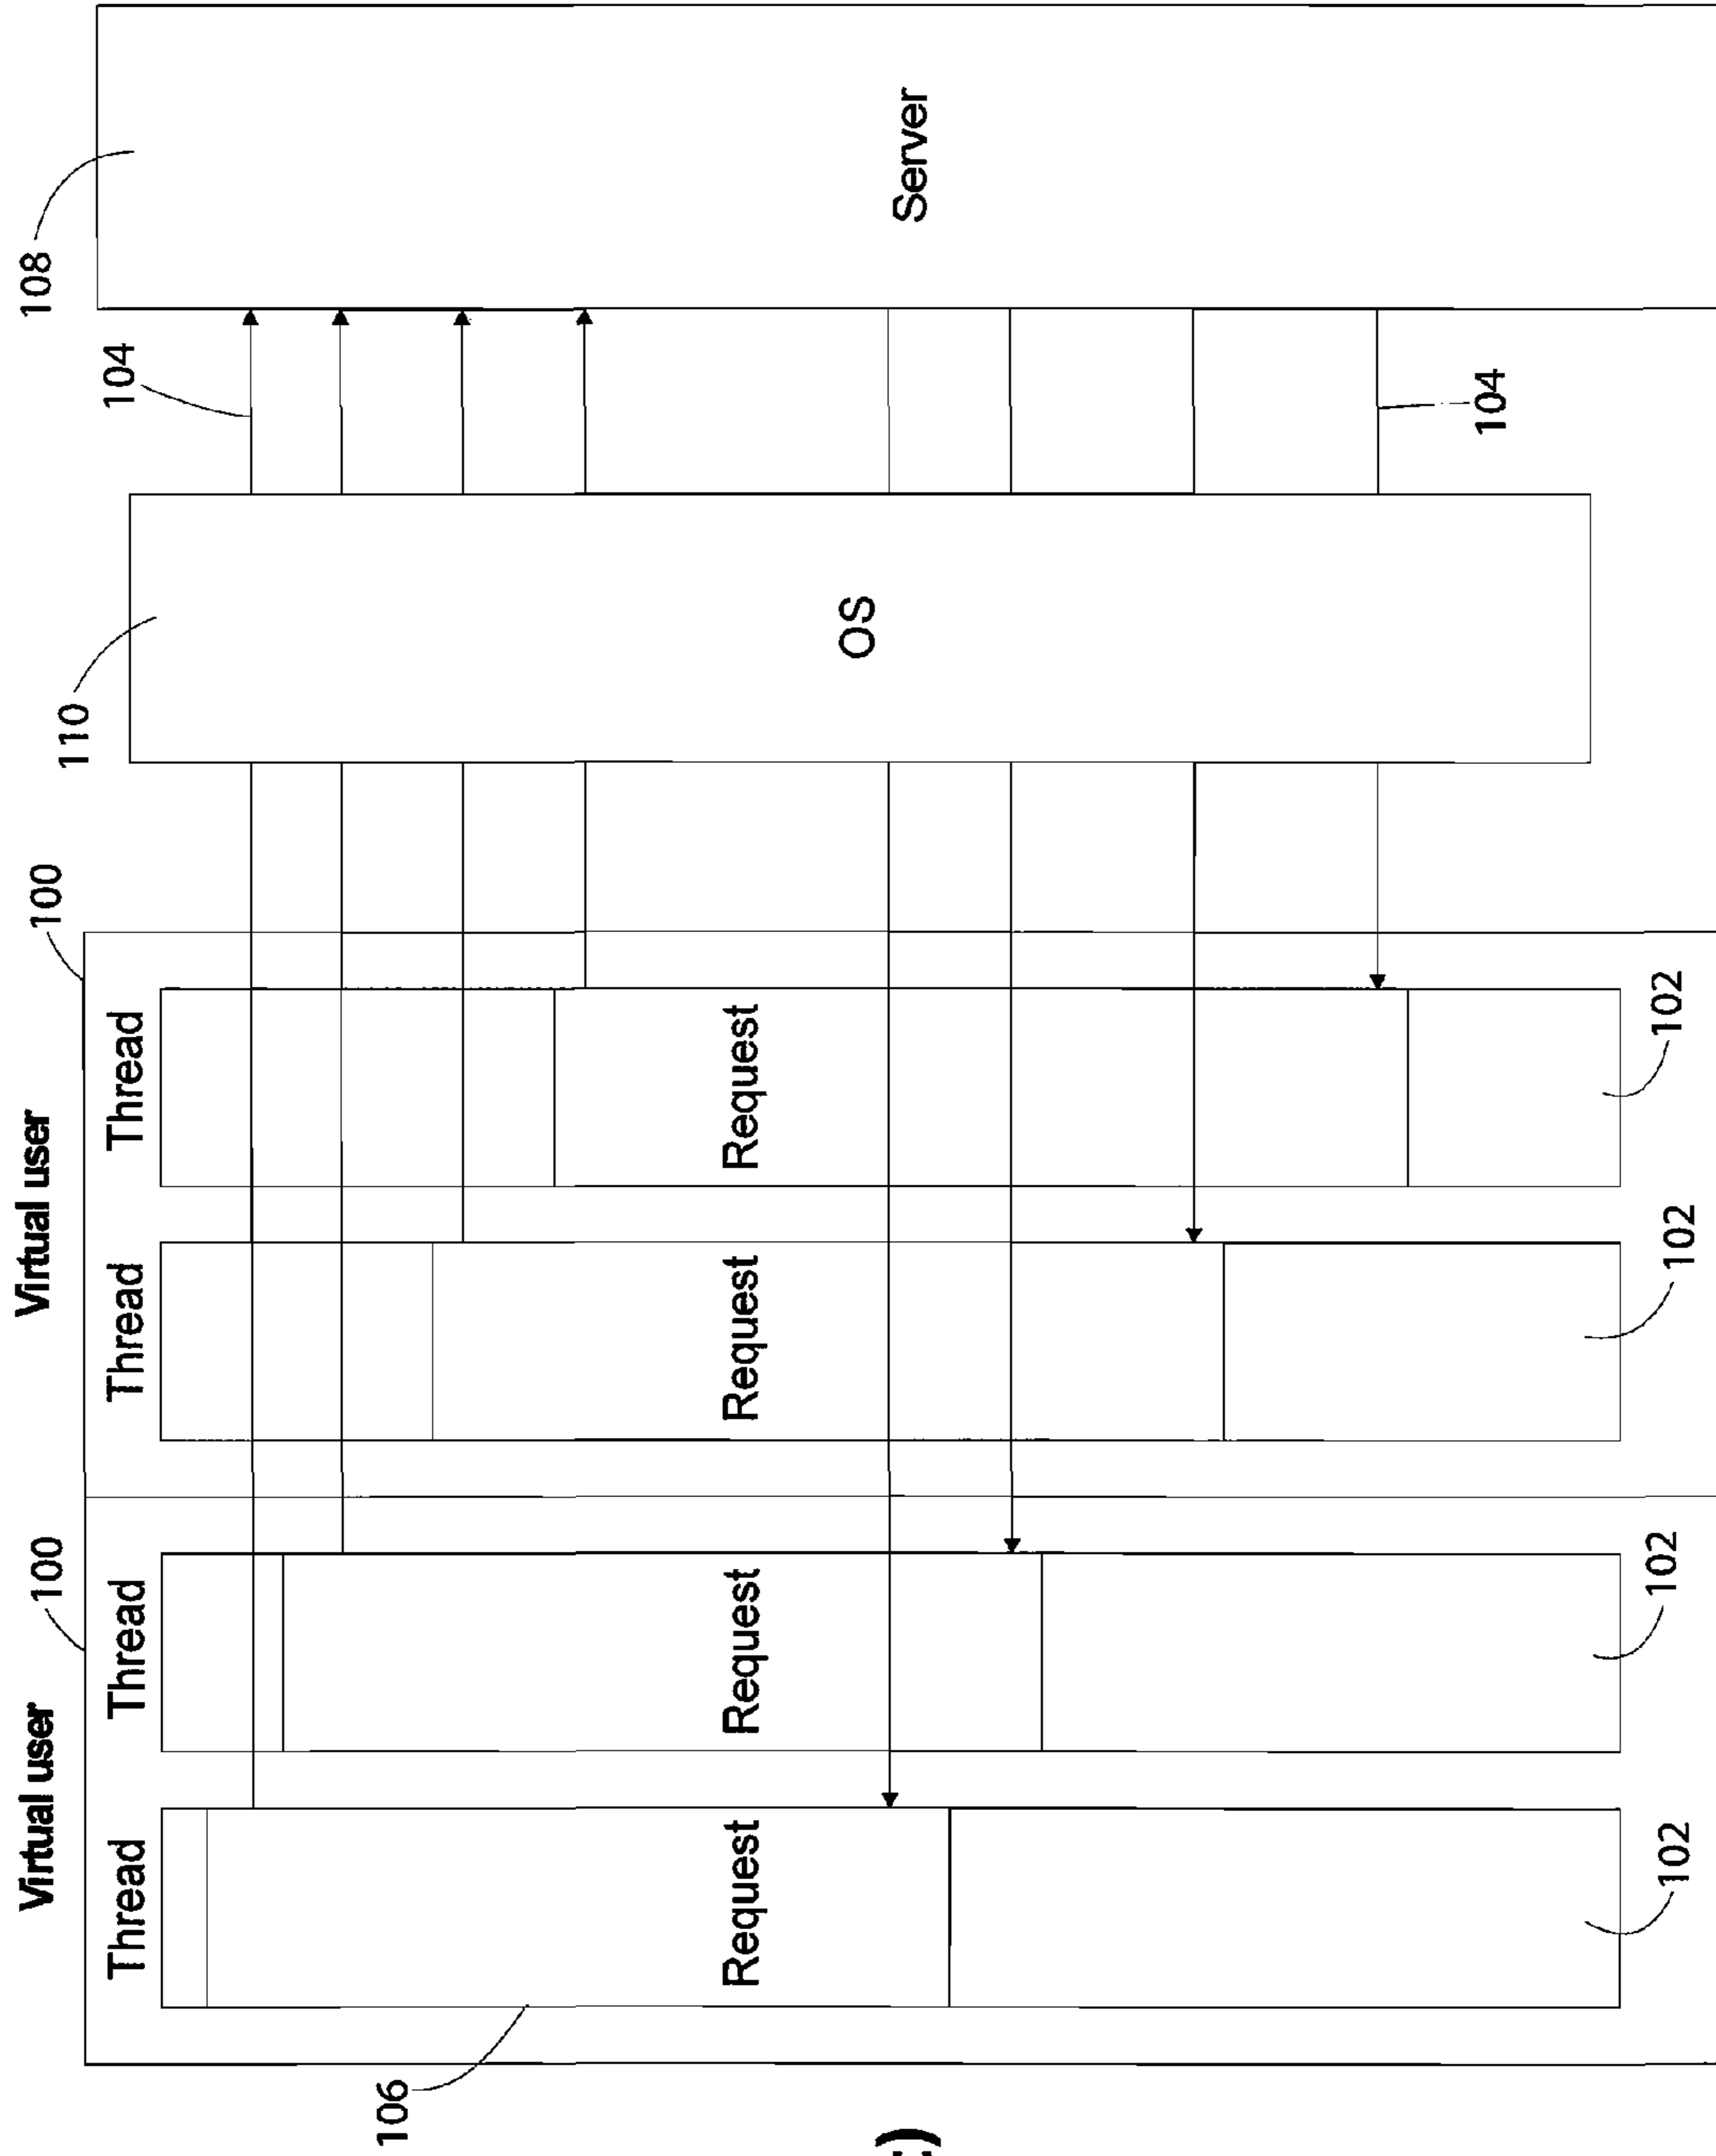 Virtual user
100
Virtual user
100
110
108
Thread
Thread
Thread
Thread
104
106
Request
Request
Request
Request
OS
Server
104
102
102
102
102